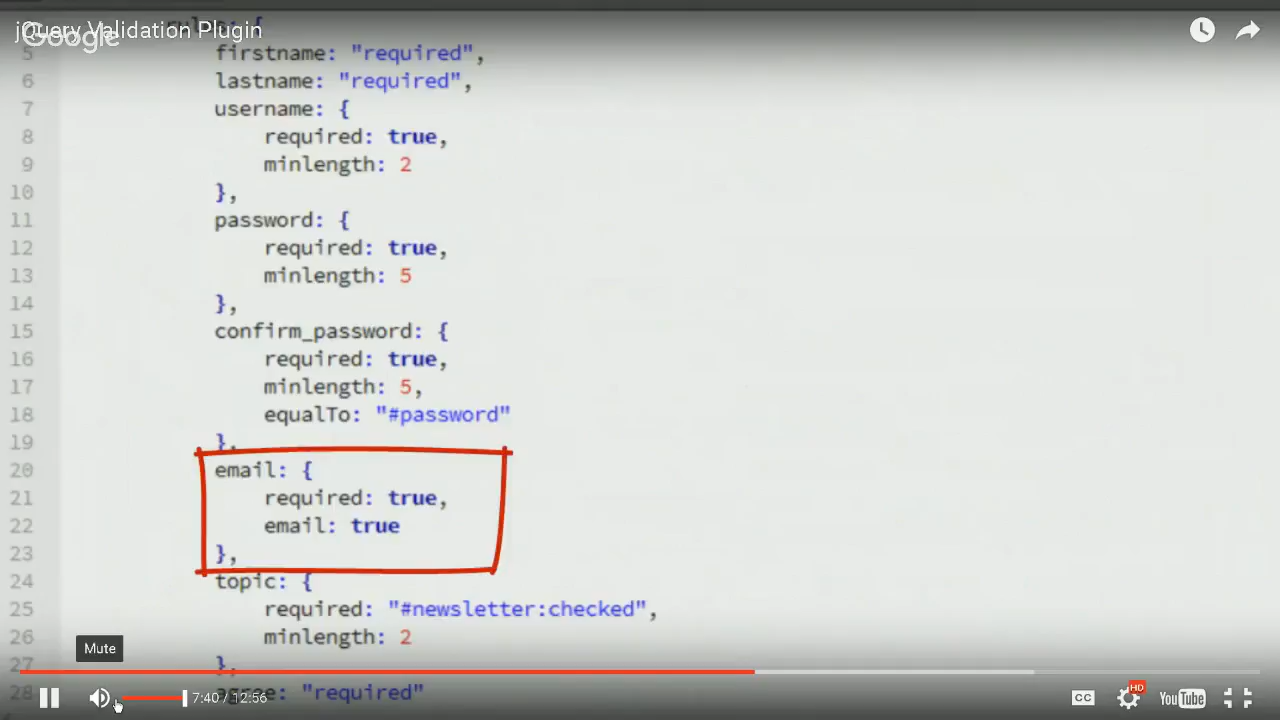 jQuery Validation Plugin
Google
rules: {
5 firstname: "required",
6 lastname: "required",
7 username: {
8 required: true,
9 minlength: 2
10 },
11 password: {
12 required: true,
13 minlength: 5
14 },
15 confirm_password: {
16 required: true,
17 minlength: 5,
18 equalTo: "#password"
19 },
20 email: {
21 required: true,
22 email: true
23 },
24 topic: {
25 required: "#newsletter:checked",
26 minlength: 2
27 },
28 agree: "required"
Mute
7:40 / 12:56
CC
HD
YouTube